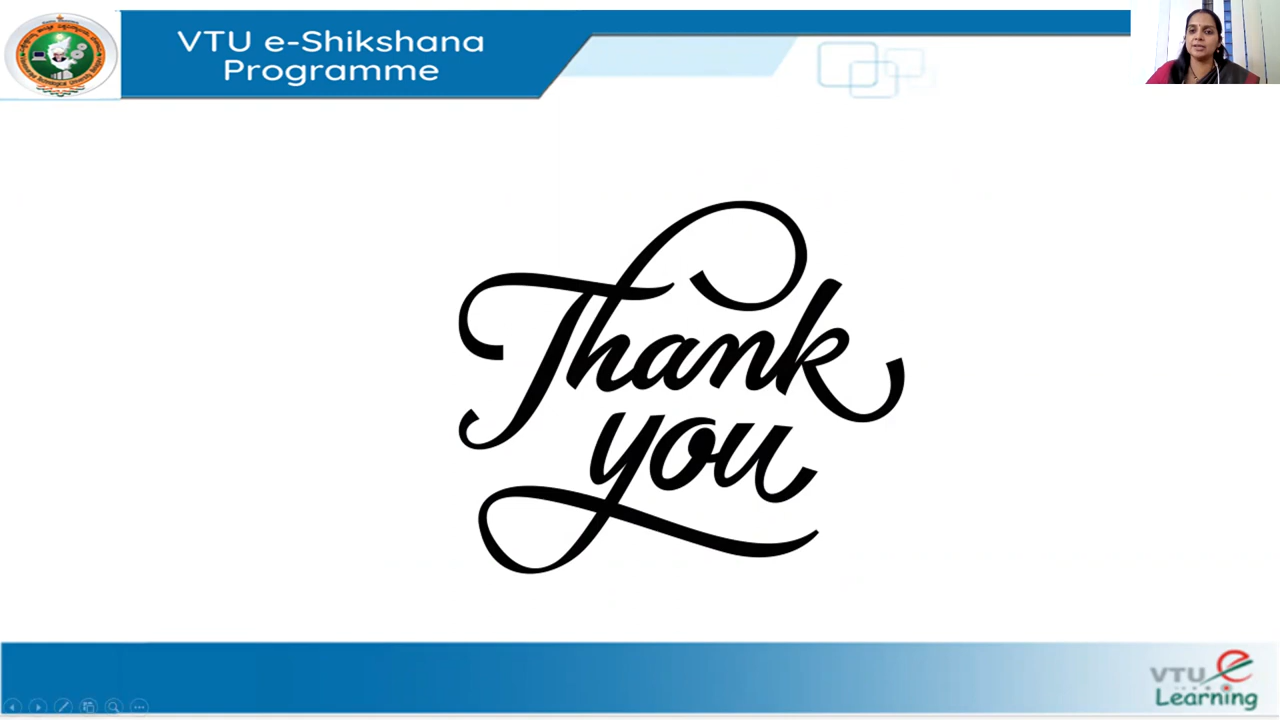 VTU e-Shikshana
Programme
Thank
you
VTU e
Learning